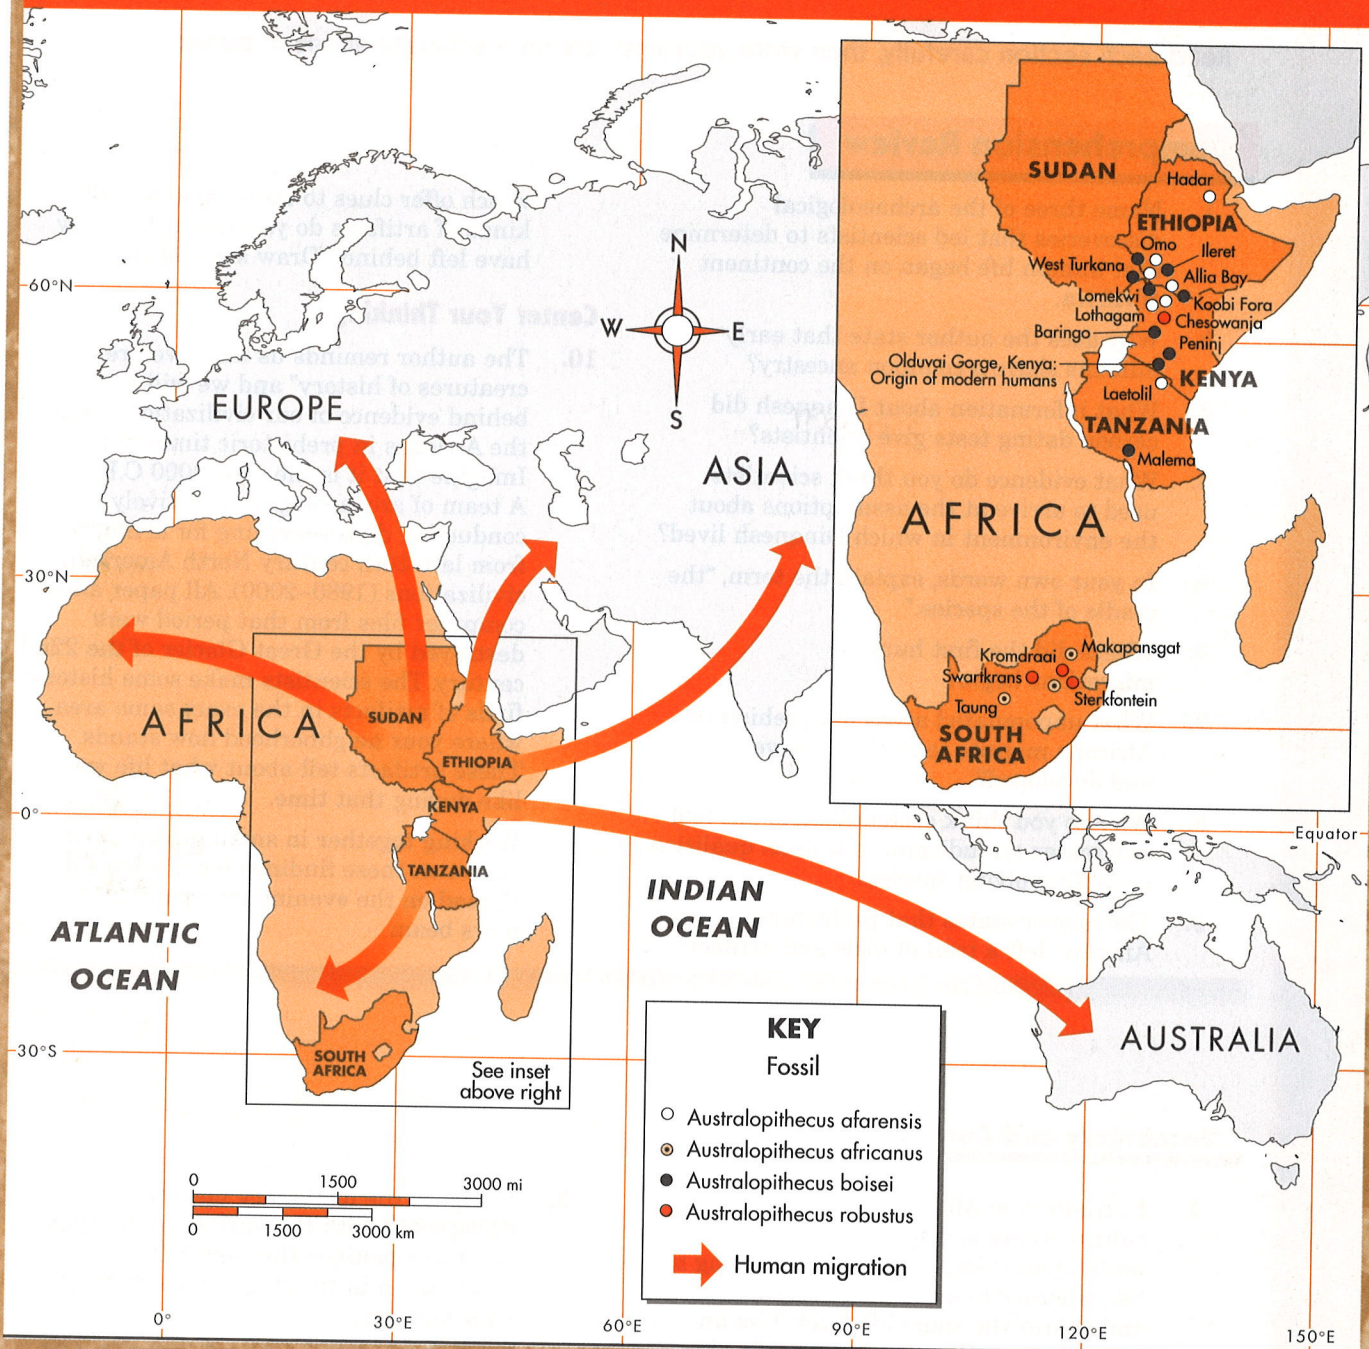 60°N
30°N
0°
30°S
0°
30°E
60°E
90°E
120°E
150°E
Equator
N
W
E
S
EUROPE
ASIA
AFRICA
SUDAN
ETHIOPIA
KENYA
TANZANIA
SOUTH
AFRICA
ATLANTIC
OCEAN
INDIAN
OCEAN
AUSTRALIA
See inset
above right
0
1500
3000 mi
0
1500
3000 km
KEY
Fossil
Australopithecus afarensis
Australopithecus africanus
Australopithecus boisei
Australopithecus robustus
Human migration
SUDAN
Hadar
ETHIOPIA
Omo
Ileret
West Turkana
Allia Bay
Lomekwi
Koobi Fora
Lothagam
Chesowanja
Baringo
Peninj
Olduvai Gorge, Kenya:
Origin of modern humans
KENYA
Laetolil
TANZANIA
Malema
AFRICA
Makapansgat
Kromdraai
Swartkrans
Sterkfontein
Taung
SOUTH
AFRICA